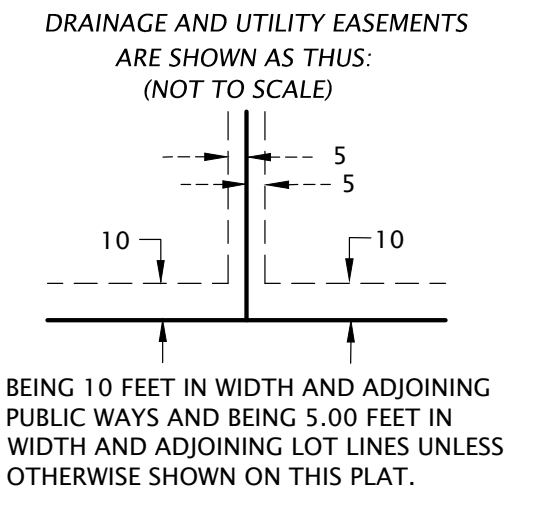 DRAINAGE AND UTILITY EASEMENTS
ARE SHOWN AS THUS:
(NOT TO SCALE)
5
5
10
10
BEING 10 FEET IN WIDTH AND ADJOINING
PUBLIC WAYS AND BEING 5.00 FEET IN
WIDTH AND ADJOINING LOT LINES UNLESS
OTHERWISE SHOWN ON THIS PLAT.